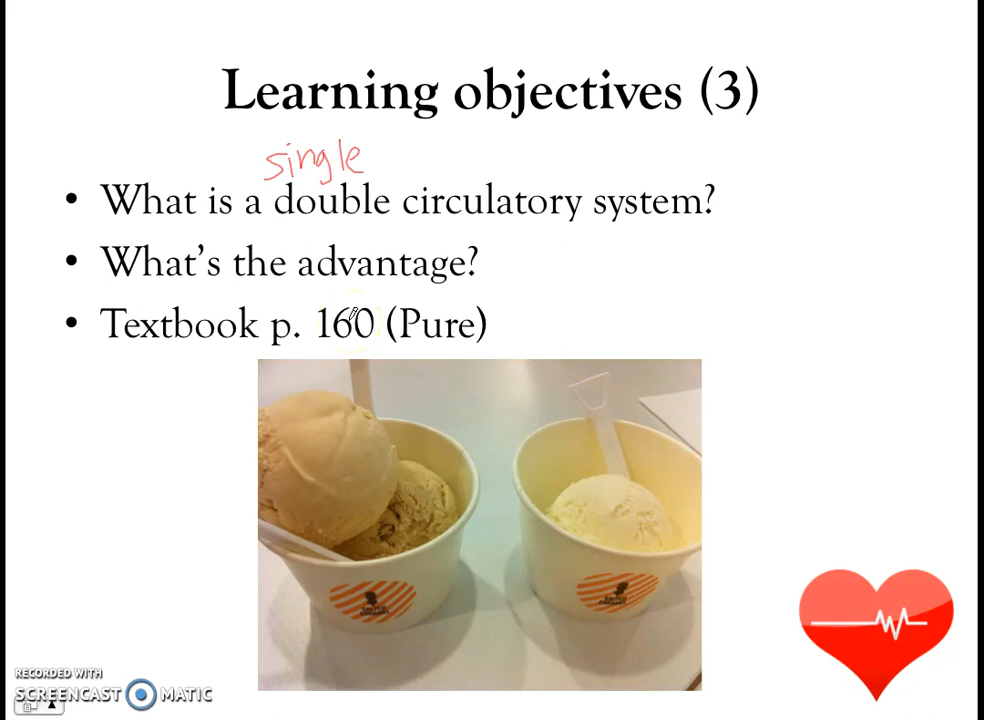 Learning objectives (3)
single
• What is a double circulatory system?
• What's the advantage?
• Textbook p. 160 (Pure)
RECORDED WITH
SCREENCAST MATIC